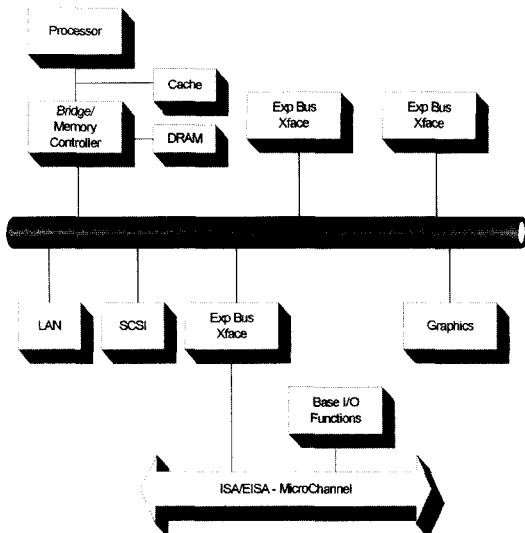 Processor
Cache
Bridge/
Memory
Controller
DRAM
Exp Bus
Xface
Exp Bus
Xface
LAN
SCSI
Exp Bus
Xface
Graphics
Base I/O
Functions
ISA/EISA - MicroChannel